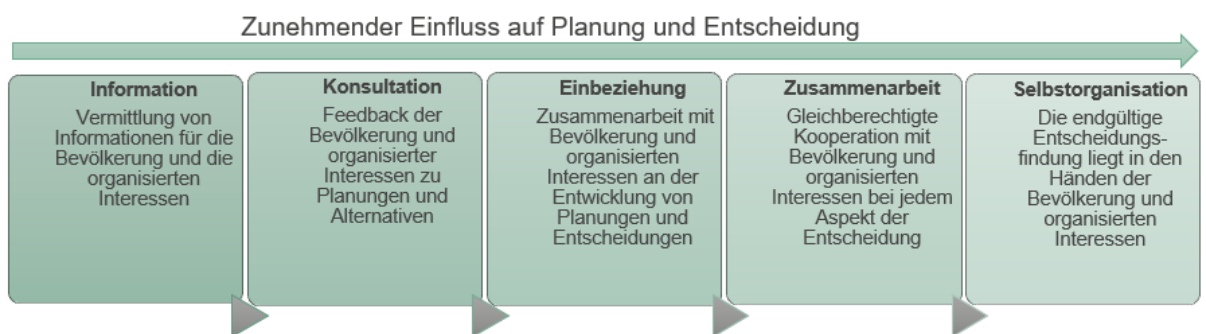 Zunehmender Einfluss auf Planung und Entscheidung
Information
Vermittlung von
Informationen für die
Bevölkerung und die
organisierten
Interessen
Konsultation
Feedback der
Bevölkerung und
organisierter
Interessen zu
Planungen und
Alternativen
Einbeziehung
Zusammenarbeit mit
Bevölkerung und
organisierten
Interessen an der
Entwicklung von
Planungen und
Entscheidungen
Zusammenarbeit
Gleichberechtigte
Kooperation mit
Bevölkerung und
organisierten
Interessen bei jedem
Aspekt der
Entscheidung
Selbstorganisation
Die endgültige
Entscheidungs-
findung liegt in den
Händen der
Bevölkerung und
organisierten
Interessen